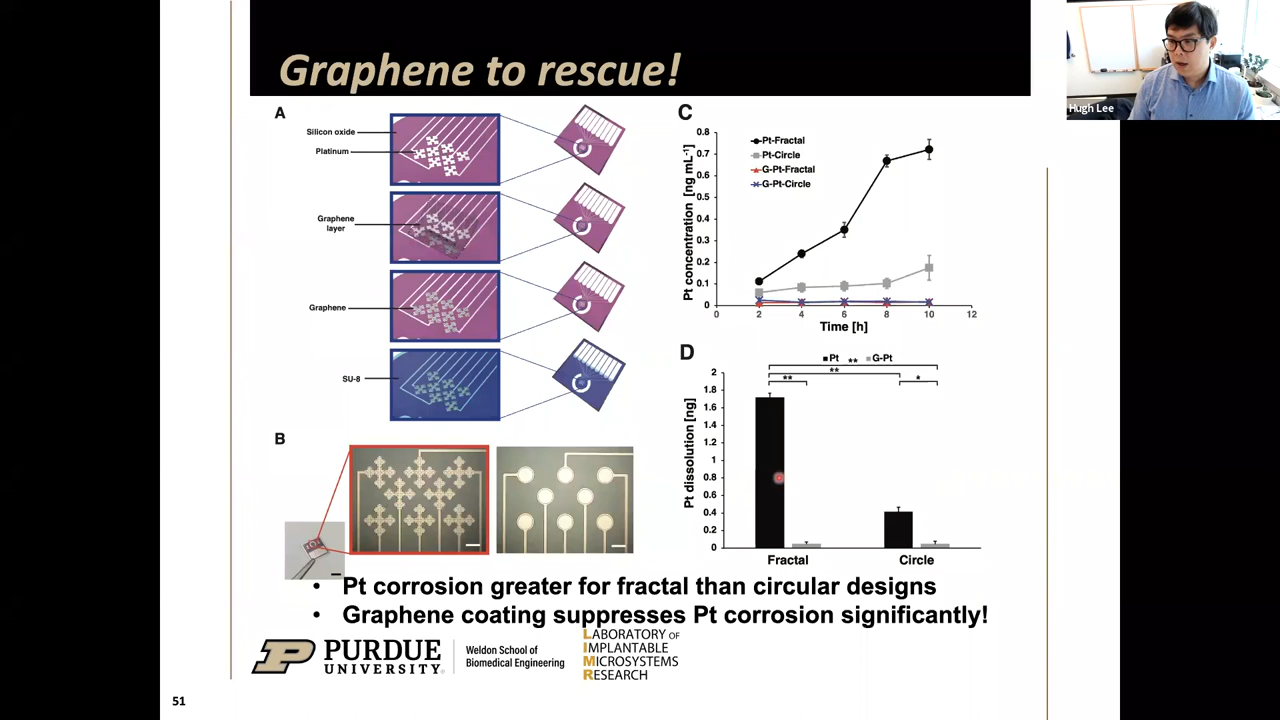 Graphene to rescue!
Hugh Lee
A
Silicon oxide
Platinum
Graphene
layer
Graphene
SU-8
B
C
Pt concentration [ng mL⁻¹]
0.8
0.7
0.6
0.5
0.4
0.3
0.2
0.1
0
Pt-Fractal
Pt-Circle
G-Pt-Fractal
G-Pt-Circle
0 2 4 6 8 10 12
Time [h]
D
Pt dissolution [ng]
2
1.8
1.6
1.4
1.2
1
0.8
0.6
0.4
0.2
0
Pt G-Pt
**
**
** *
Fractal Circle
• Pt corrosion greater for fractal than circular designs
• Graphene coating suppresses Pt corrosion significantly!
PURDUE
UNIVERSITY
Weldon School of
Biomedical Engineering
LABORATORY OF
IMPLANTABLE
MICROSYSTEMS
RESEARCH
51